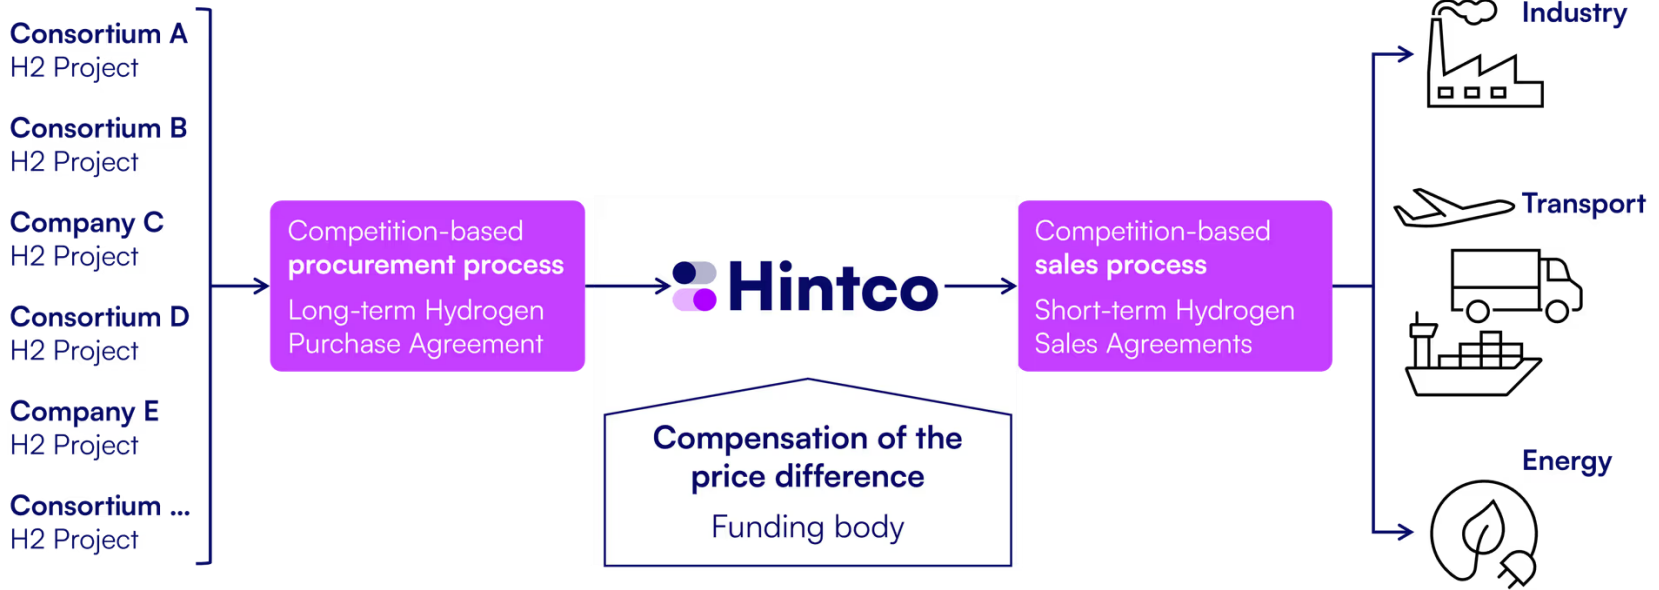 Consortium A
H2 Project
Consortium B
H2 Project
Company C
H2 Project
Consortium D
H2 Project
Company E
H2 Project
Consortium ...
H2 Project
Competition-based
procurement process
Long-term Hydrogen
Purchase Agreement
Hintco
Compensation of the
price difference
Funding body
Competition-based
sales process
Short-term Hydrogen
Sales Agreements
Industry
Transport
Energy